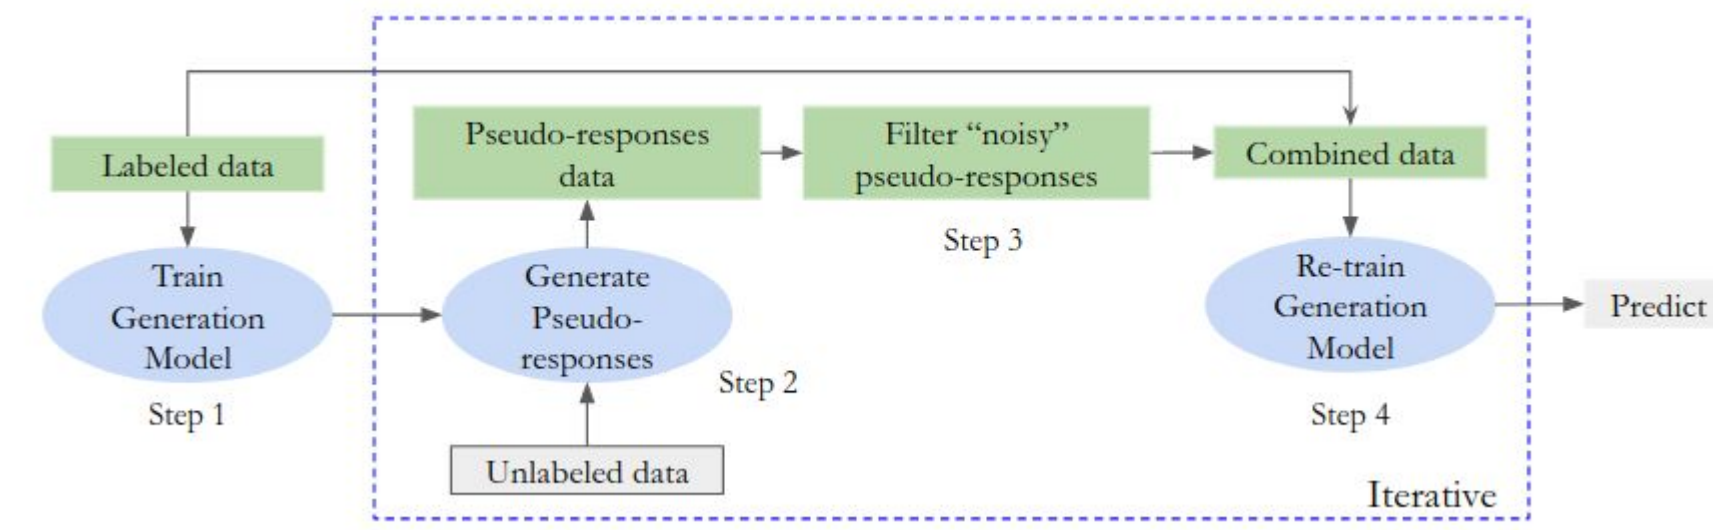 Labeled data
Train
Generation
Model
Step 1
Pseudo-responses
data
Generate
Pseudo-
responses
Step 2
Unlabeled data
Filter “noisy”
pseudo-responses
Step 3
Combined data
Re-train
Generation
Model
Step 4
Iterative
Predict